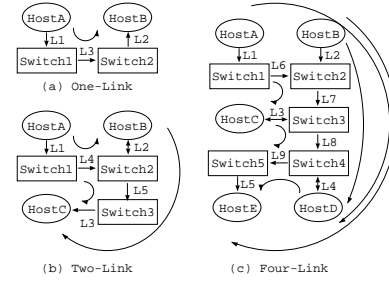 HostA
HostB
L1
L3
L2
Switch1
Switch2
(a) One-Link
HostA
HostB
L1
L4
L2
Switch1
Switch2
L5
HostC
L3
Switch3
(b) Two-Link
HostA
HostB
L1
L6
L2
Switch1
Switch2
L7
HostC
L3
Switch3
L8
Switch5
L9
Switch4
L5
L4
HostE
HostD
(c) Four-Link